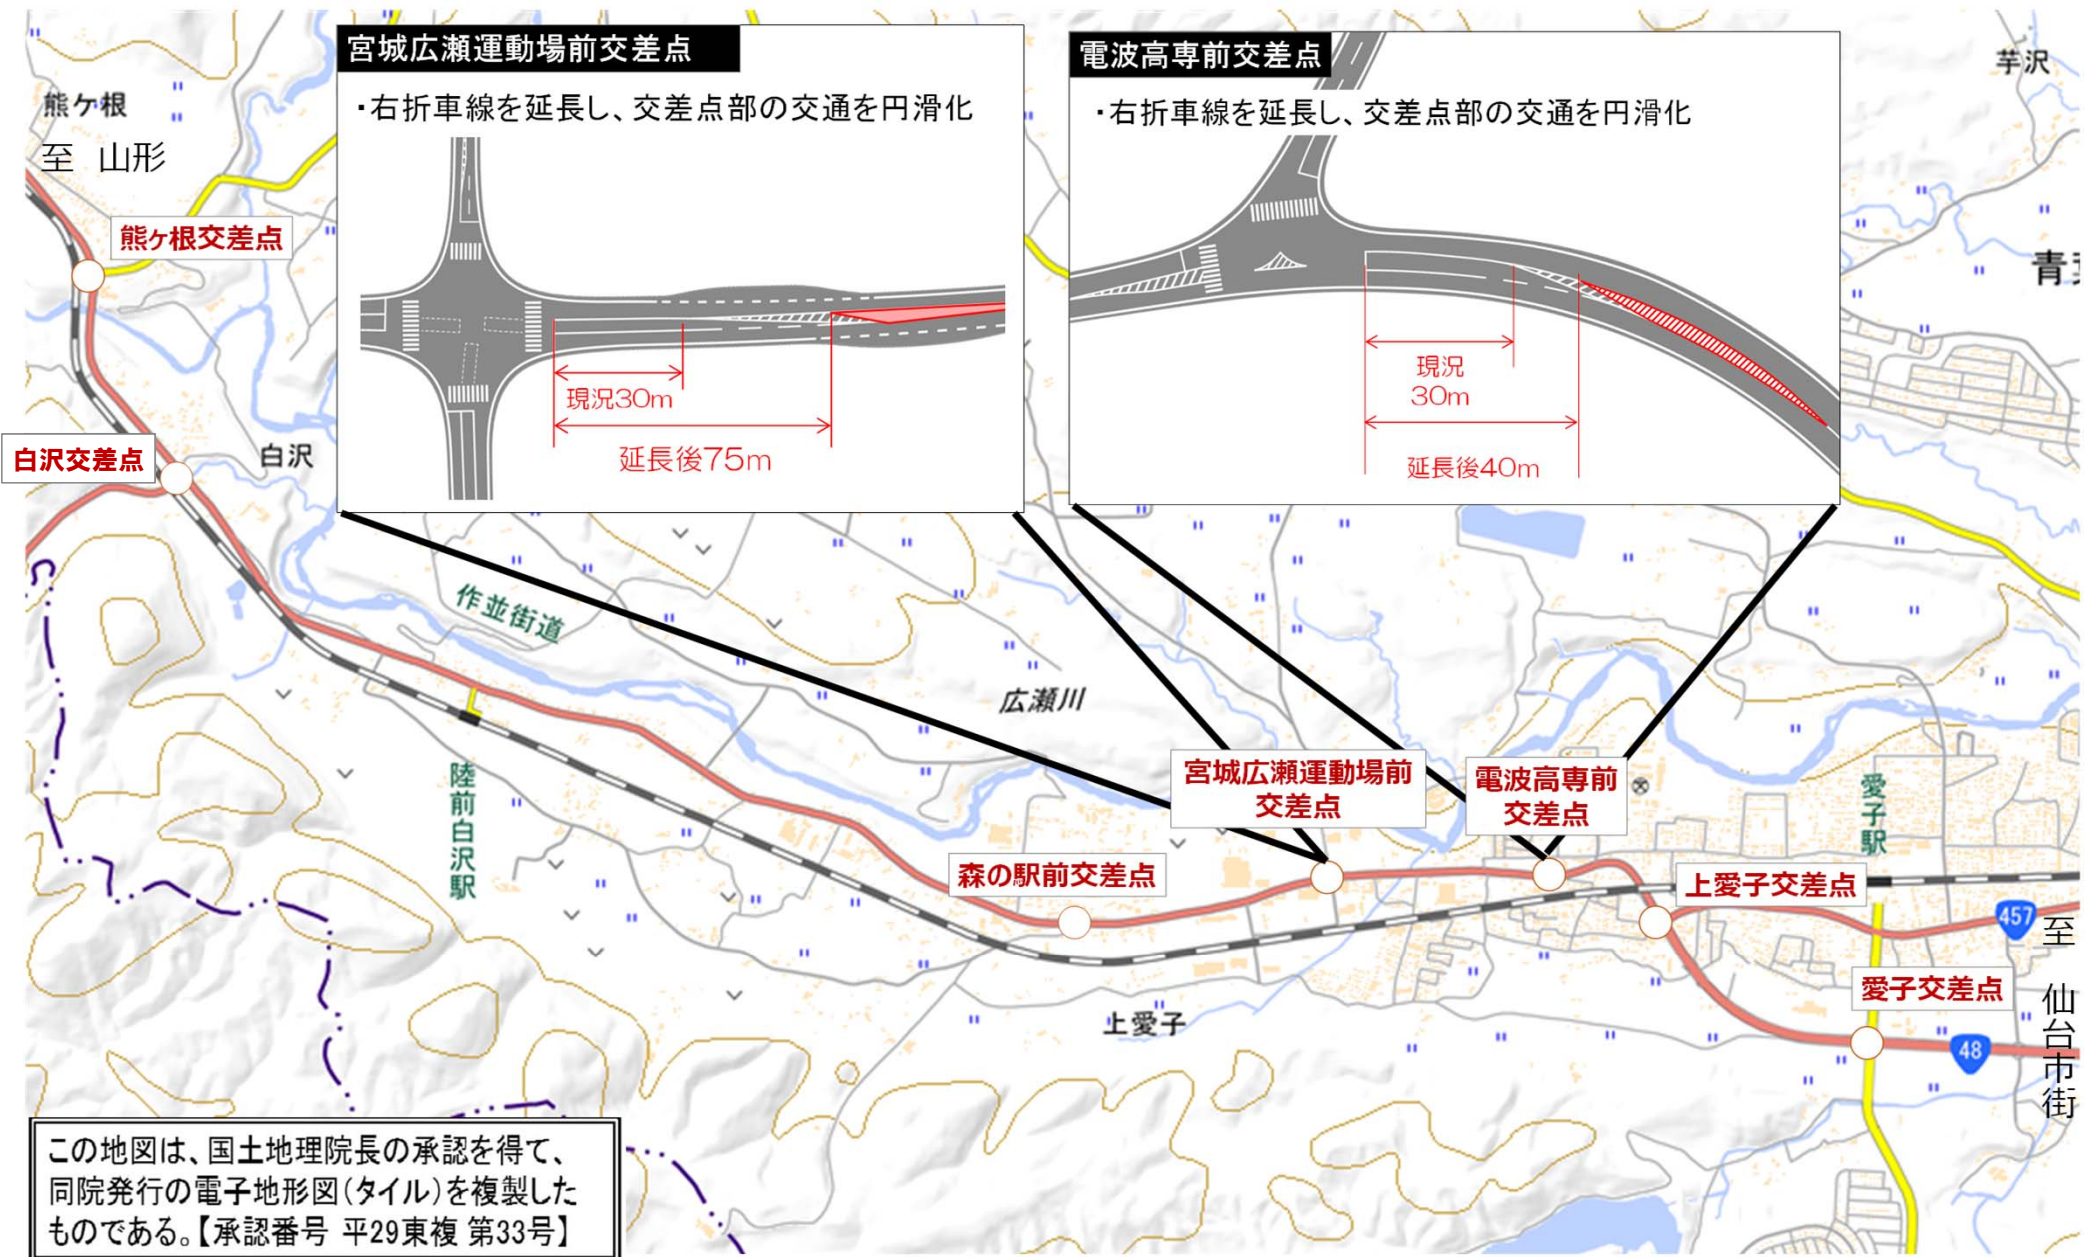 宮城広瀬運動場前交差点
・右折車線を延長し、交差点部の交通を円滑化
現況30m
延長後75m
電波高専前交差点
・右折車線を延長し、交差点部の交通を円滑化
現況
30m
延長後40m
芋沢
熊ケ根
至 山形
熊ヶ根交差点
白沢交差点
白沢
作並街道
広瀬川
陸前白沢駅
宮城広瀬運動場前
交差点
電波高専前
交差点
愛子駅
森の駅前交差点
上愛子交差点
457
至 仙台市街
愛子交差点
48
上愛子
この地図は、国土地理院長の承認を得て、
同院発行の電子地形図(タイル)を複製した
ものである。【承認番号 平29東複 第33号】